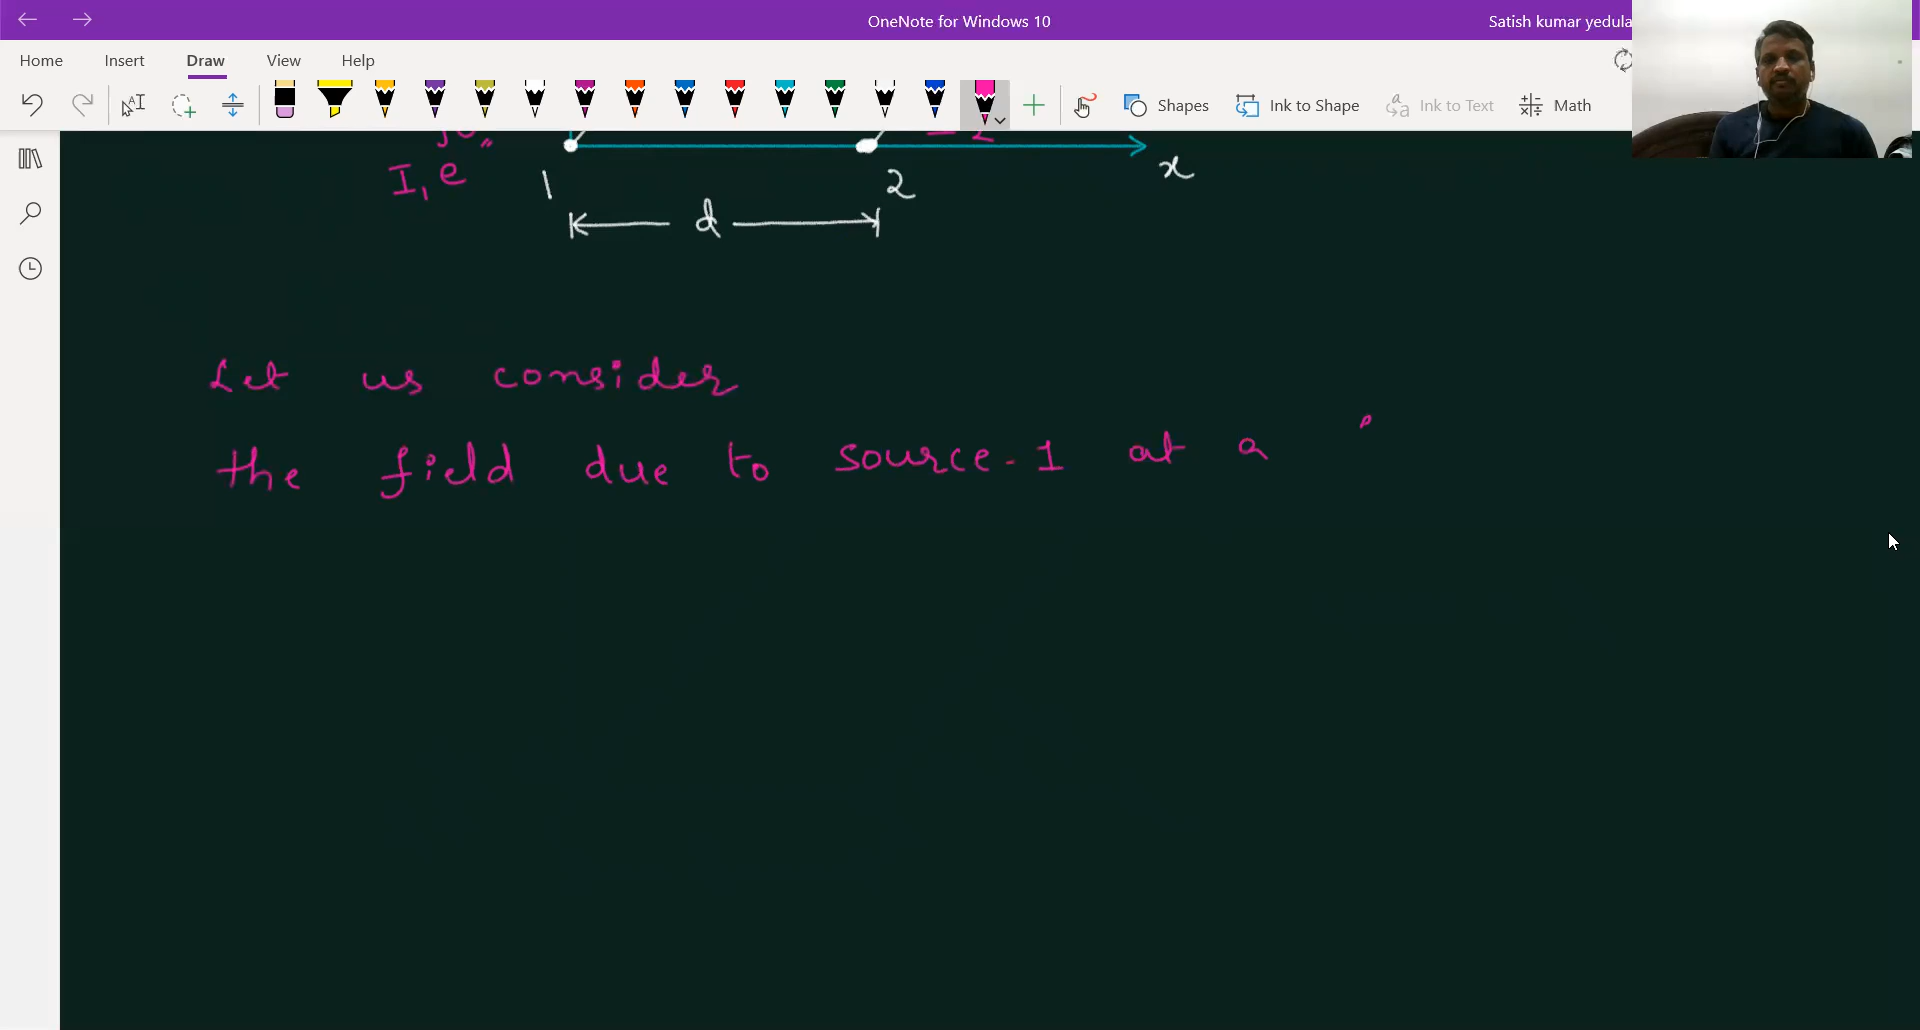 OneNote for Windows 10
Satish kumar yedula
Home Insert Draw View Help
Shapes Ink to Shape Ink to Text Math
I, e
1
2
x
d
Let us consider
the field due to source-1 at a